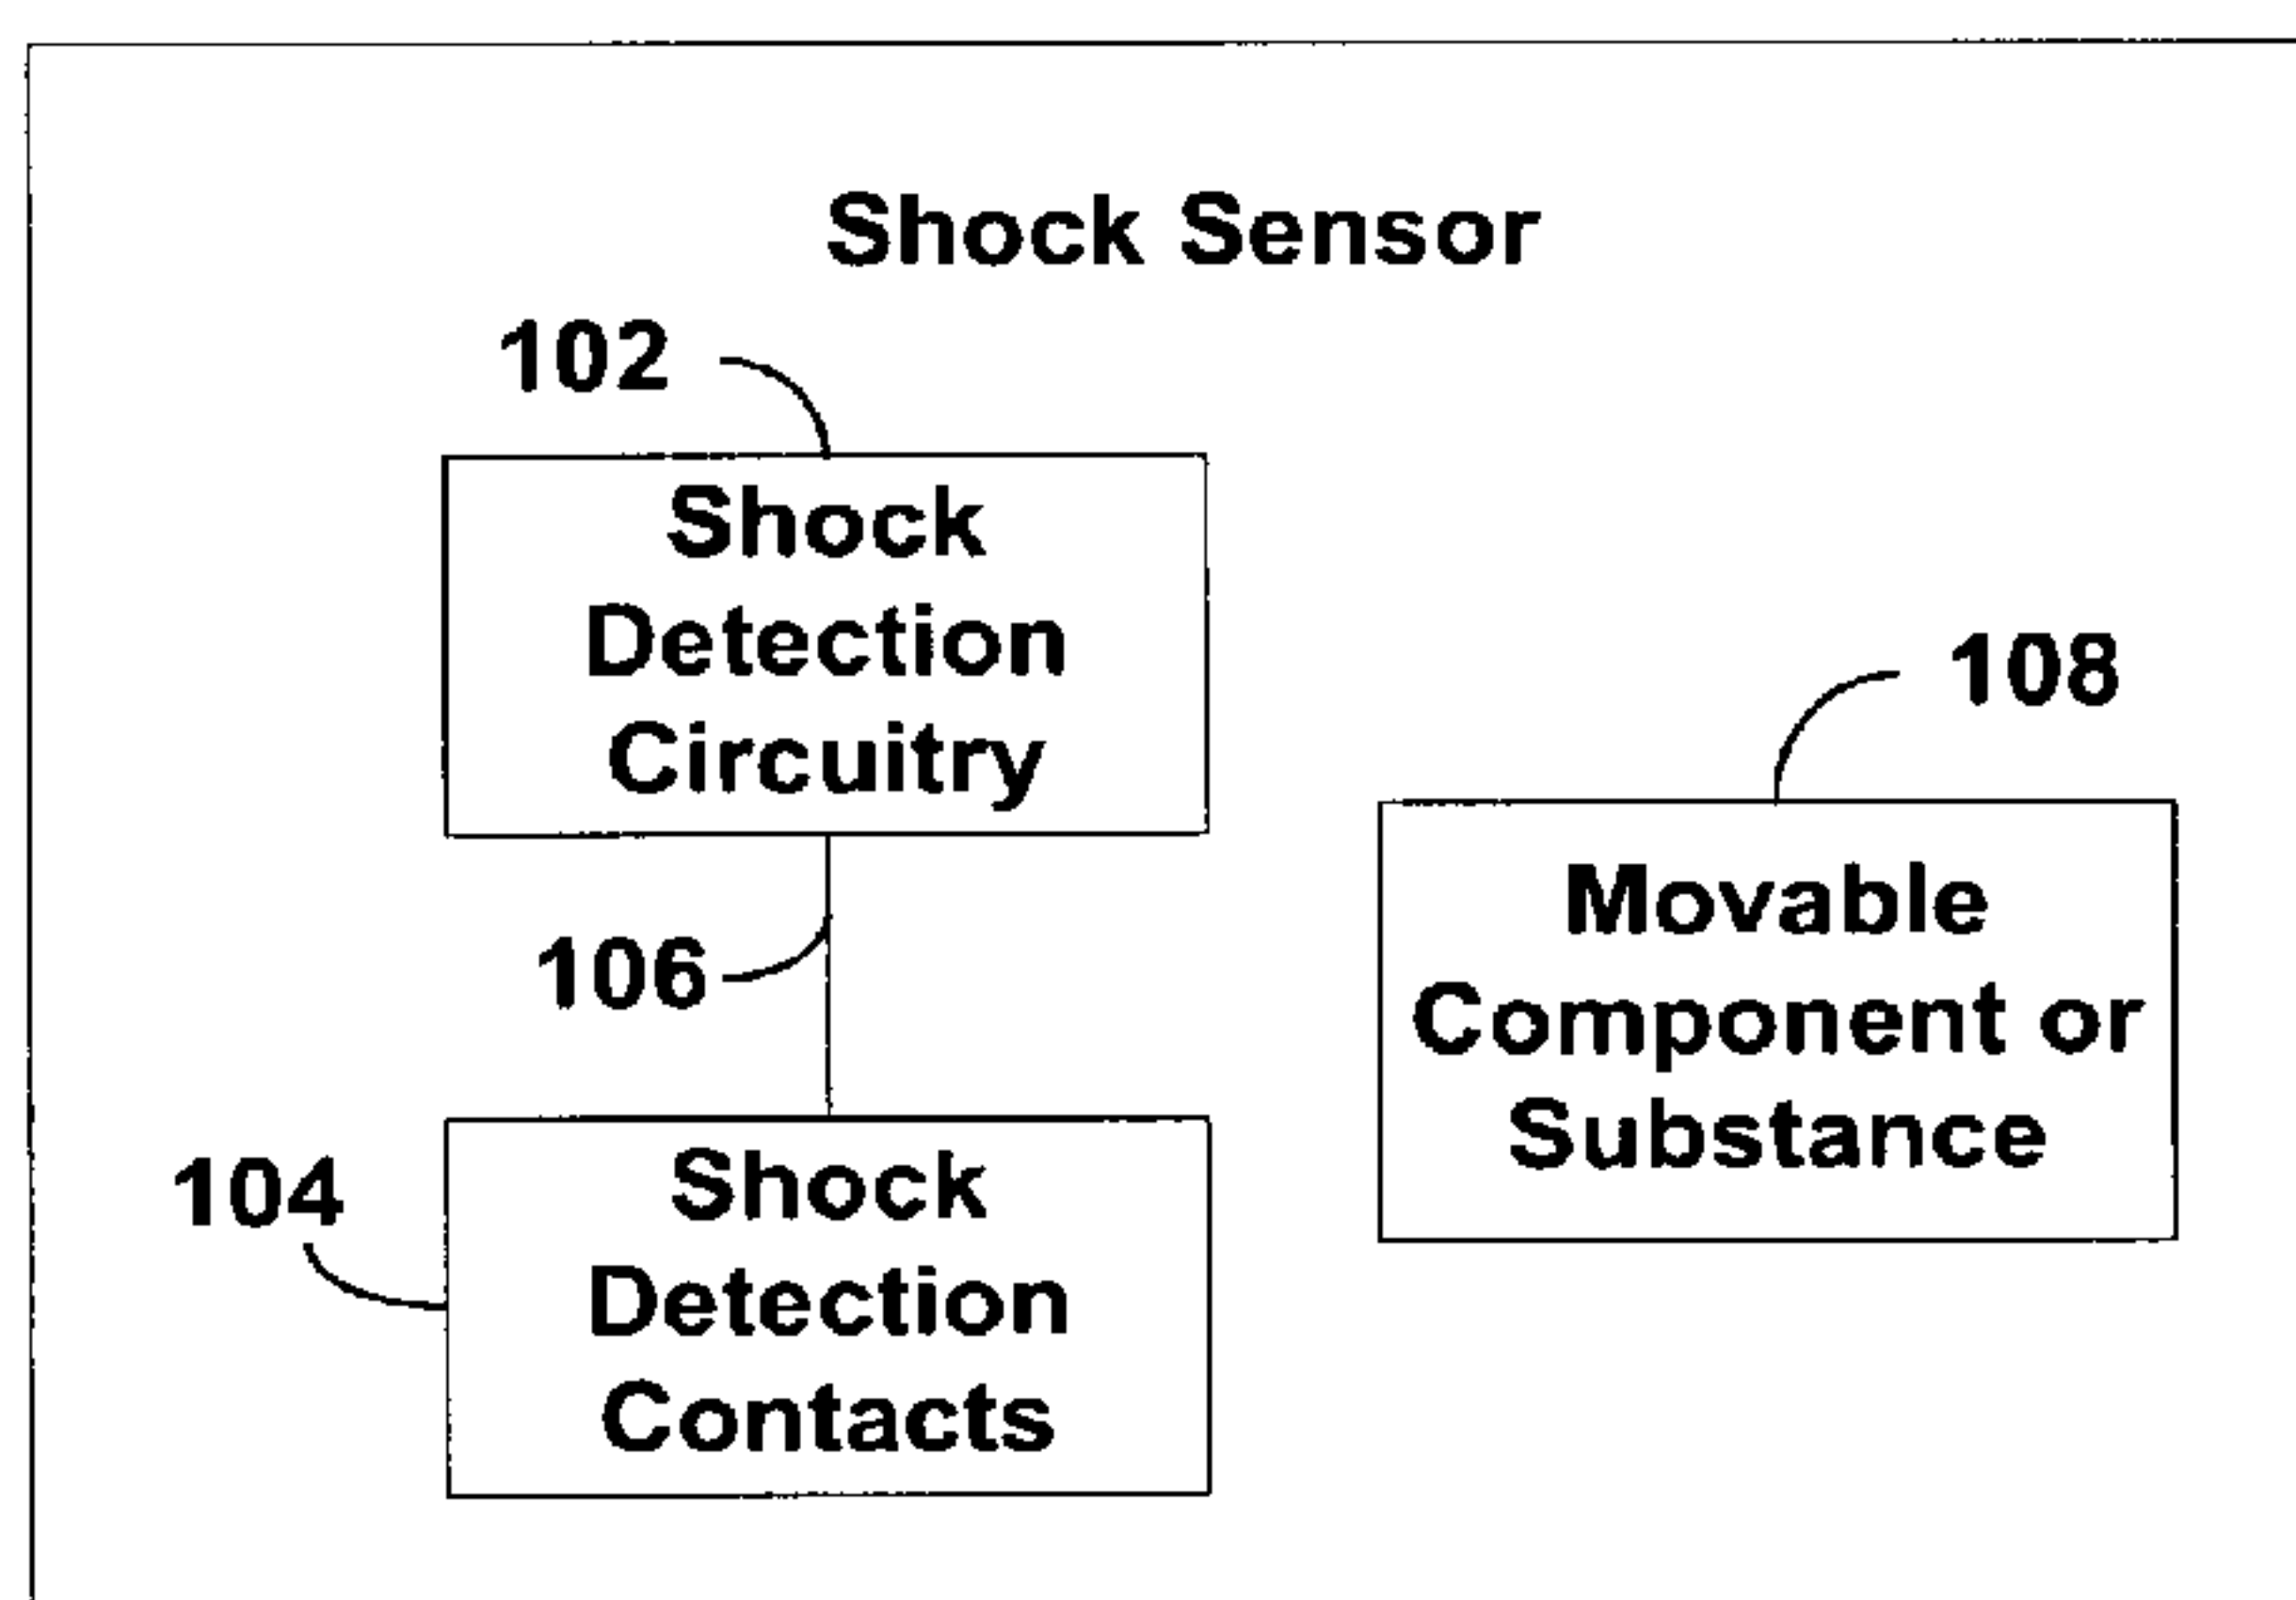 Shock Sensor
102
Shock
Detection
Circuitry
106
104
Shock
Detection
Contacts
108
Movable
Component or
Substance